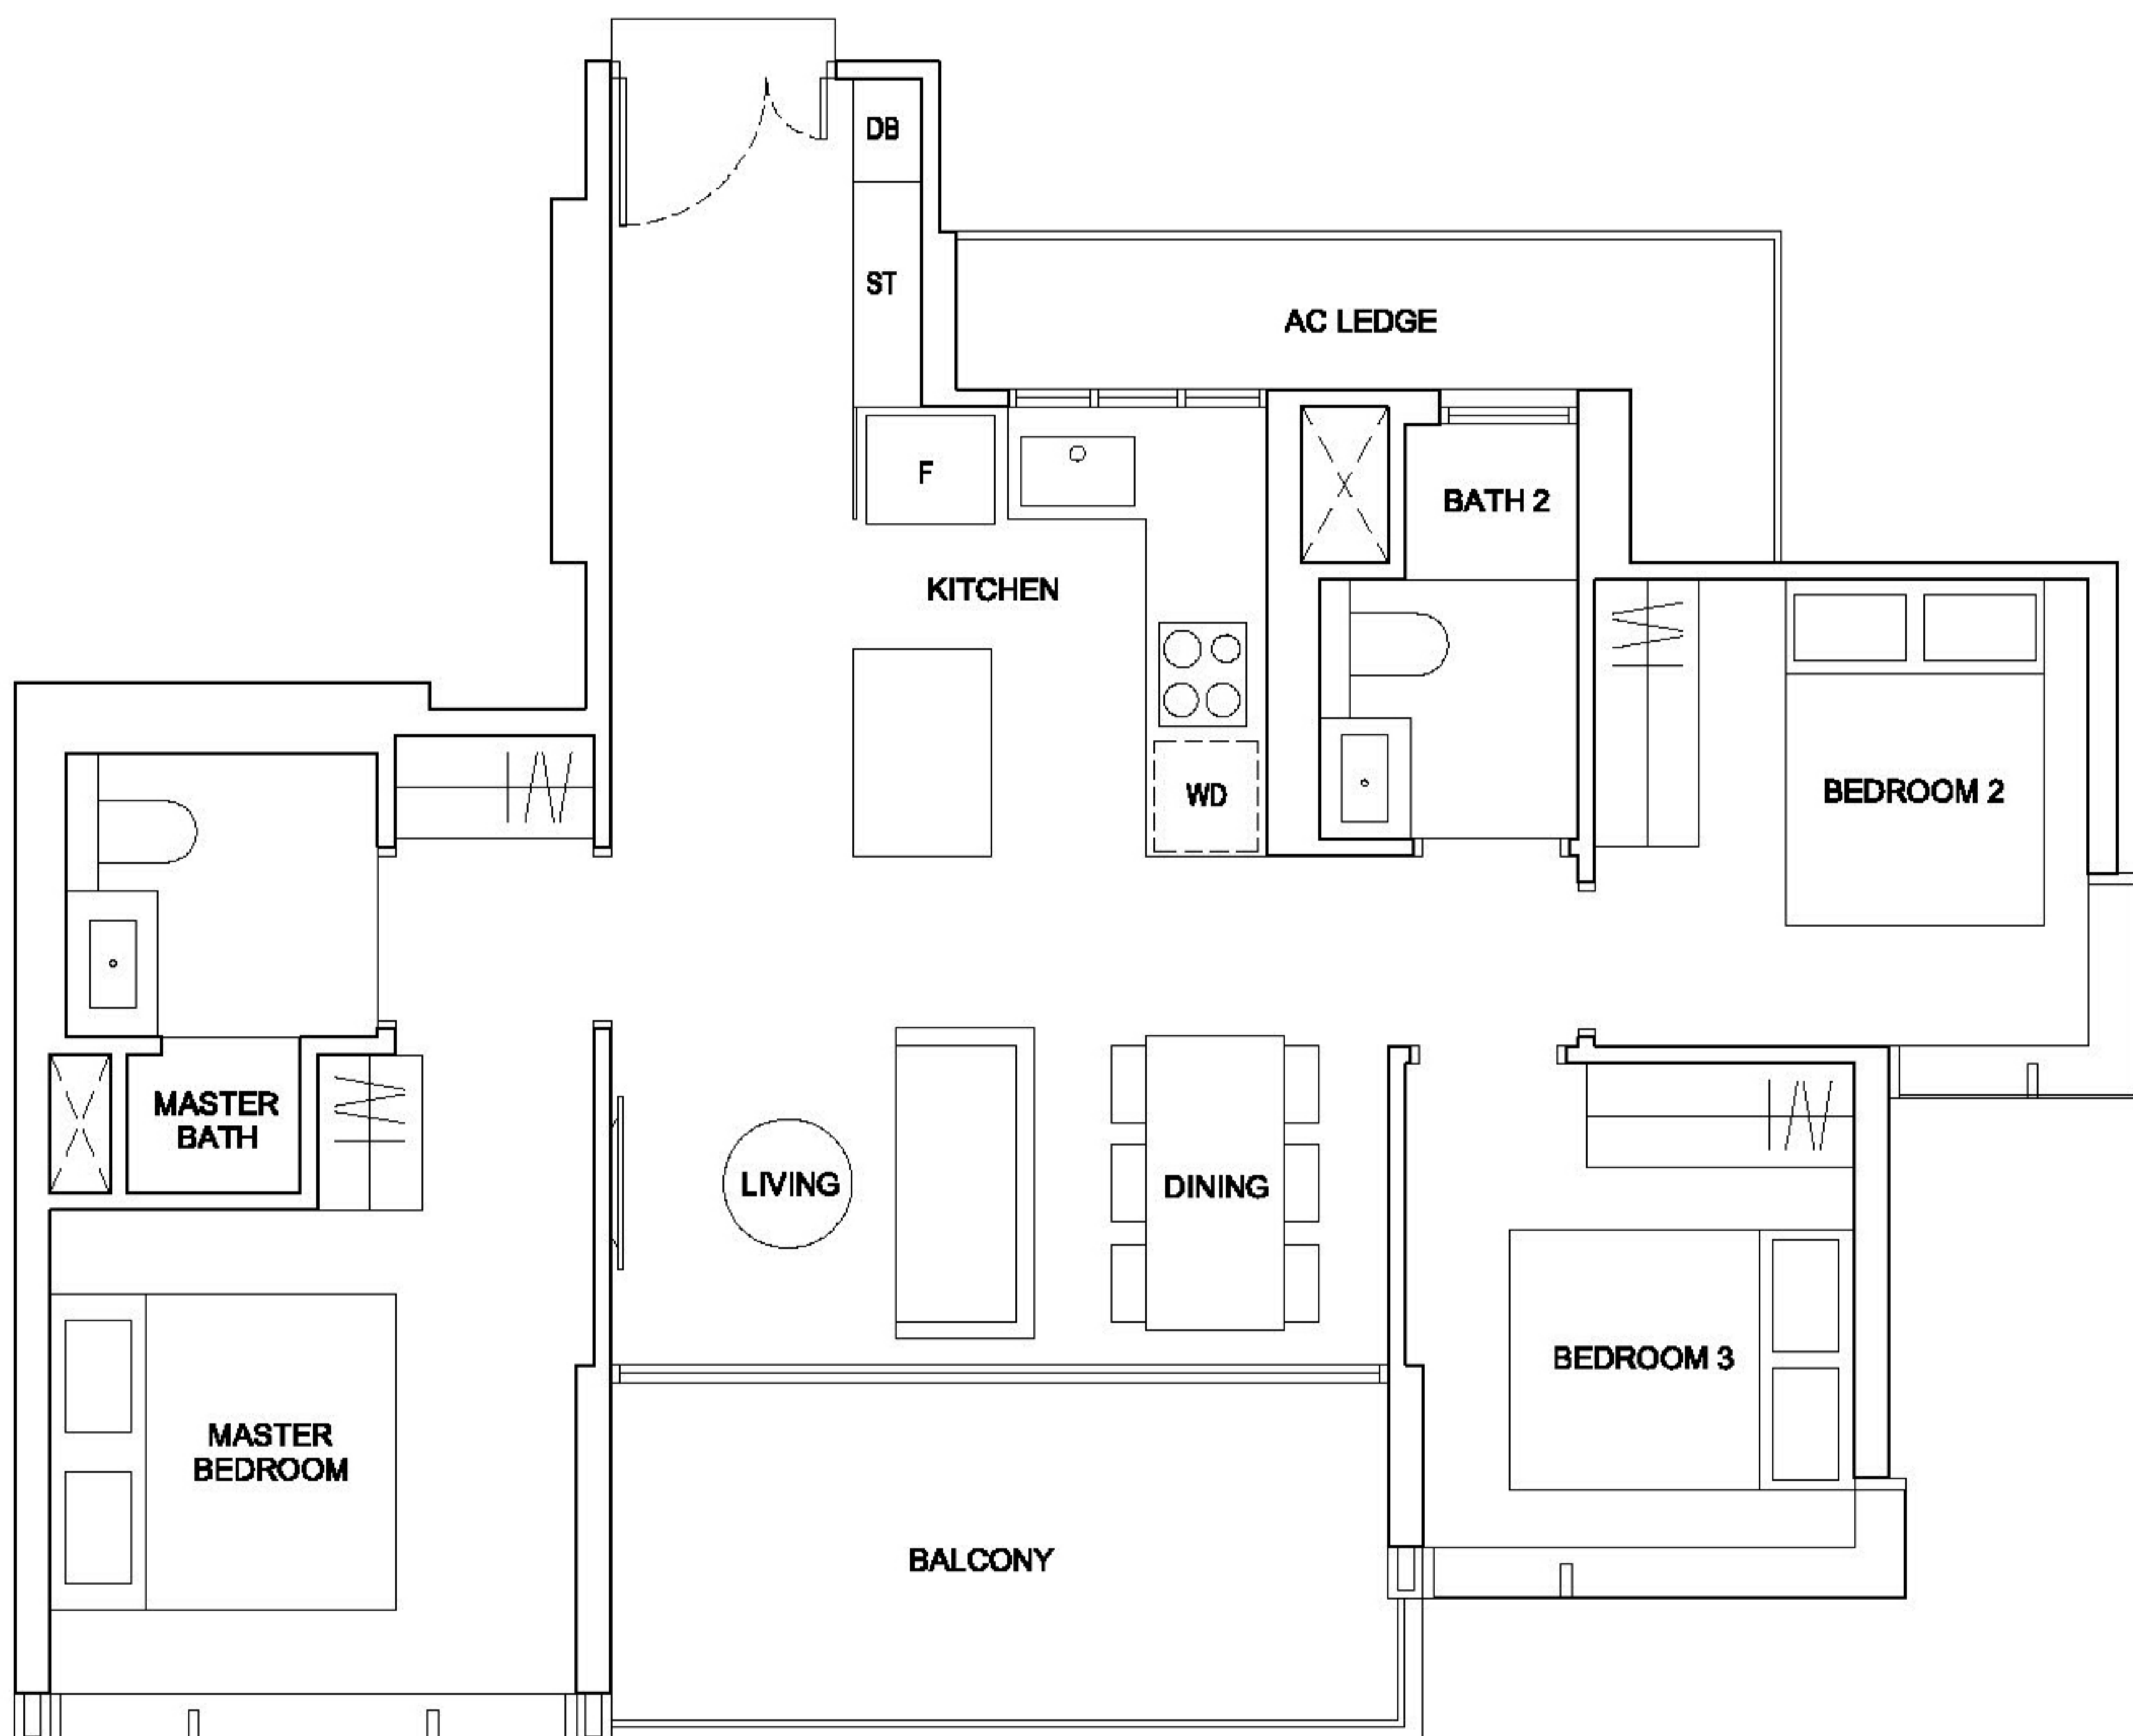 DB
ST
AC LEDGE
F
BATH 2
KITCHEN
WD
BEDROOM 2
MASTER
BATH
LIVING
DINING
BEDROOM 3
MASTER
BEDROOM
BALCONY